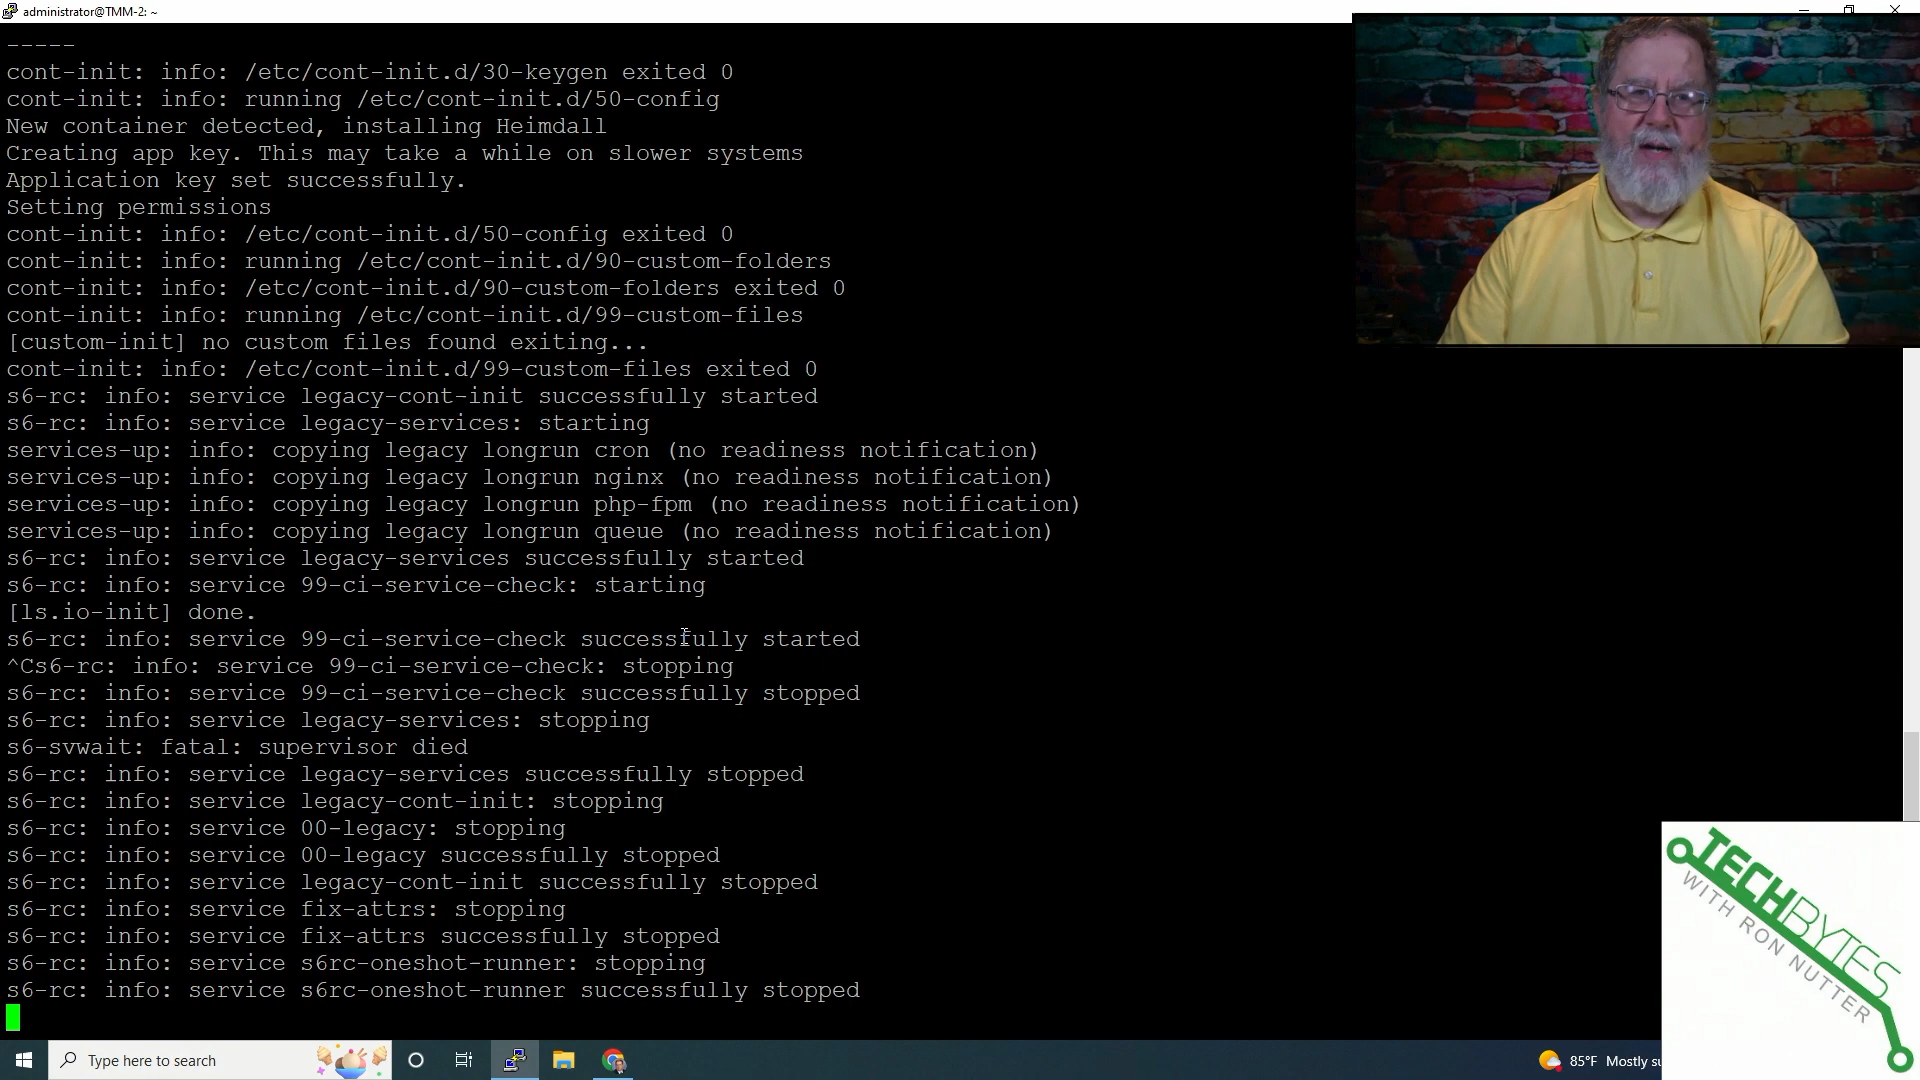 administrator@TMM-2: ~
-----
cont-init: info: /etc/cont-init.d/30-keygen exited 0
cont-init: info: running /etc/cont-init.d/50-config
New container detected, installing Heimdall
Creating app key. This may take a while on slower systems
Application key set successfully.
Setting permissions
cont-init: info: /etc/cont-init.d/50-config exited 0
cont-init: info: running /etc/cont-init.d/90-custom-folders
cont-init: info: /etc/cont-init.d/90-custom-folders exited 0
cont-init: info: running /etc/cont-init.d/99-custom-files
[custom-init] no custom files found exiting...
cont-init: info: /etc/cont-init.d/99-custom-files exited 0
s6-rc: info: service legacy-cont-init successfully started
s6-rc: info: service legacy-services: starting
services-up: info: copying legacy longrun cron (no readiness notification)
services-up: info: copying legacy longrun nginx (no readiness notification)
services-up: info: copying legacy longrun php-fpm (no readiness notification)
services-up: info: copying legacy longrun queue (no readiness notification)
s6-rc: info: service legacy-services successfully started
s6-rc: info: service 99-ci-service-check: starting
[ls.io-init] done.
s6-rc: info: service 99-ci-service-check successfully started
^Cs6-rc: info: service 99-ci-service-check: stopping
s6-rc: info: service 99-ci-service-check successfully stopped
s6-rc: info: service legacy-services: stopping
s6-svwait: fatal: supervisor died
s6-rc: info: service legacy-services successfully stopped
s6-rc: info: service legacy-cont-init: stopping
s6-rc: info: service 00-legacy: stopping
s6-rc: info: service 00-legacy successfully stopped
s6-rc: info: service legacy-cont-init successfully stopped
s6-rc: info: service fix-attrs: stopping
s6-rc: info: service fix-attrs successfully stopped
s6-rc: info: service s6rc-oneshot-runner: stopping
s6-rc: info: service s6rc-oneshot-runner successfully stopped
TECHBYTES
WITH RON NUTTER
Type here to search
85°F Mostly su